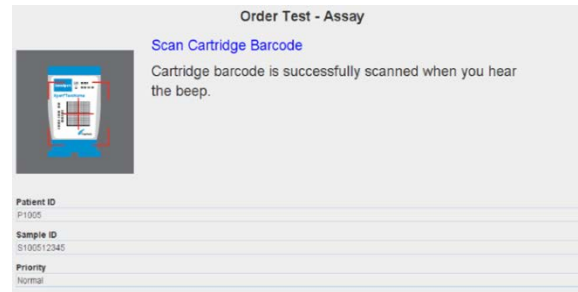 Order Test - Assay
Scan Cartridge Barcode
Cartridge barcode is successfully scanned when you hear
the beep.
Patient ID
P1005
Sample ID
S100512345
Priority
Normal